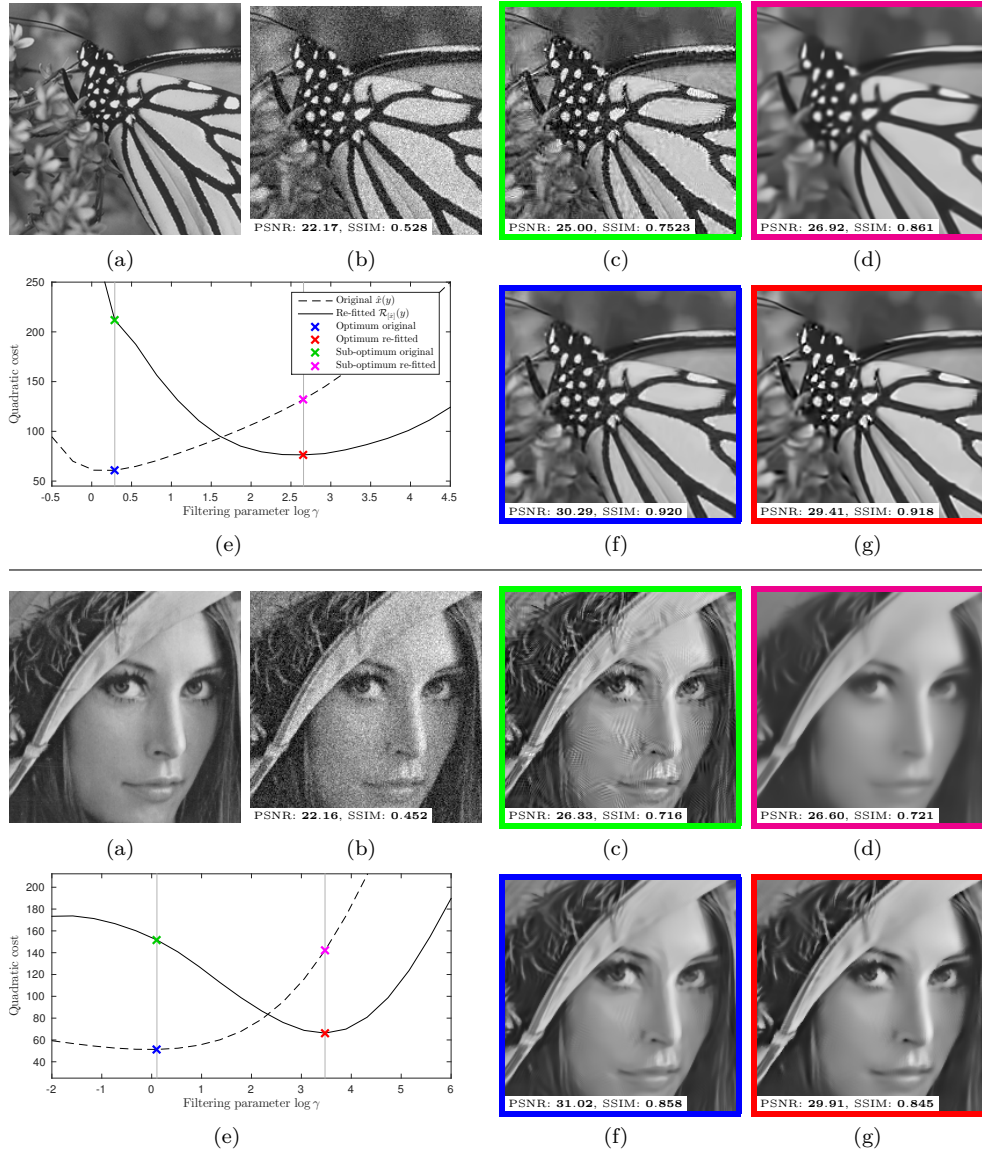 PSNR: 22.17, SSIM: 0.528
PSNR: 25.00, SSIM: 0.7523
PSNR: 26.92, SSIM: 0.861
(a)
(b)
(c)
(d)
250
200
150
100
50
Quadratic cost
Original x̂(y)
Re-fitted R[x̂](y)
Optimum original
Optimum re-fitted
Sub-optimum original
Sub-optimum re-fitted
-0.5 0 0.5 1 1.5 2 2.5 3 3.5 4 4.5
Filtering parameter log γ
PSNR: 30.29, SSIM: 0.920
PSNR: 29.41, SSIM: 0.918
(e)
(f)
(g)
PSNR: 22.16, SSIM: 0.452
PSNR: 26.33, SSIM: 0.716
PSNR: 26.60, SSIM: 0.721
(a)
(b)
(c)
(d)
200
180
160
140
120
100
80
60
40
Quadratic cost
-2 -1 0 1 2 3 4 5 6
Filtering parameter log γ
PSNR: 31.02, SSIM: 0.858
PSNR: 29.91, SSIM: 0.845
(e)
(f)
(g)